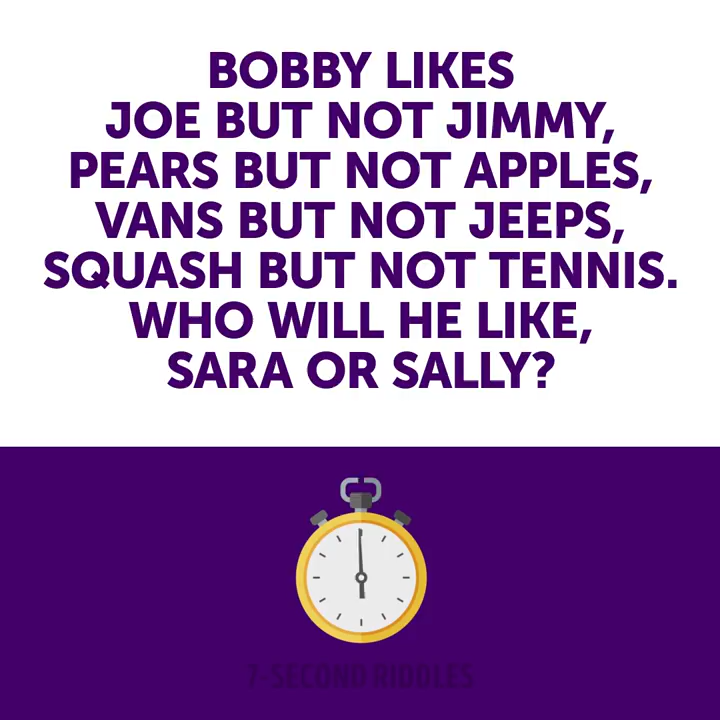 BOBBY LIKES
JOE BUT NOT JIMMY,
PEARS BUT NOT APPLES,
VANS BUT NOT JEEPS,
SQUASH BUT NOT TENNIS.
WHO WILL HE LIKE,
SARA OR SALLY?
7-SECOND RIDDLES